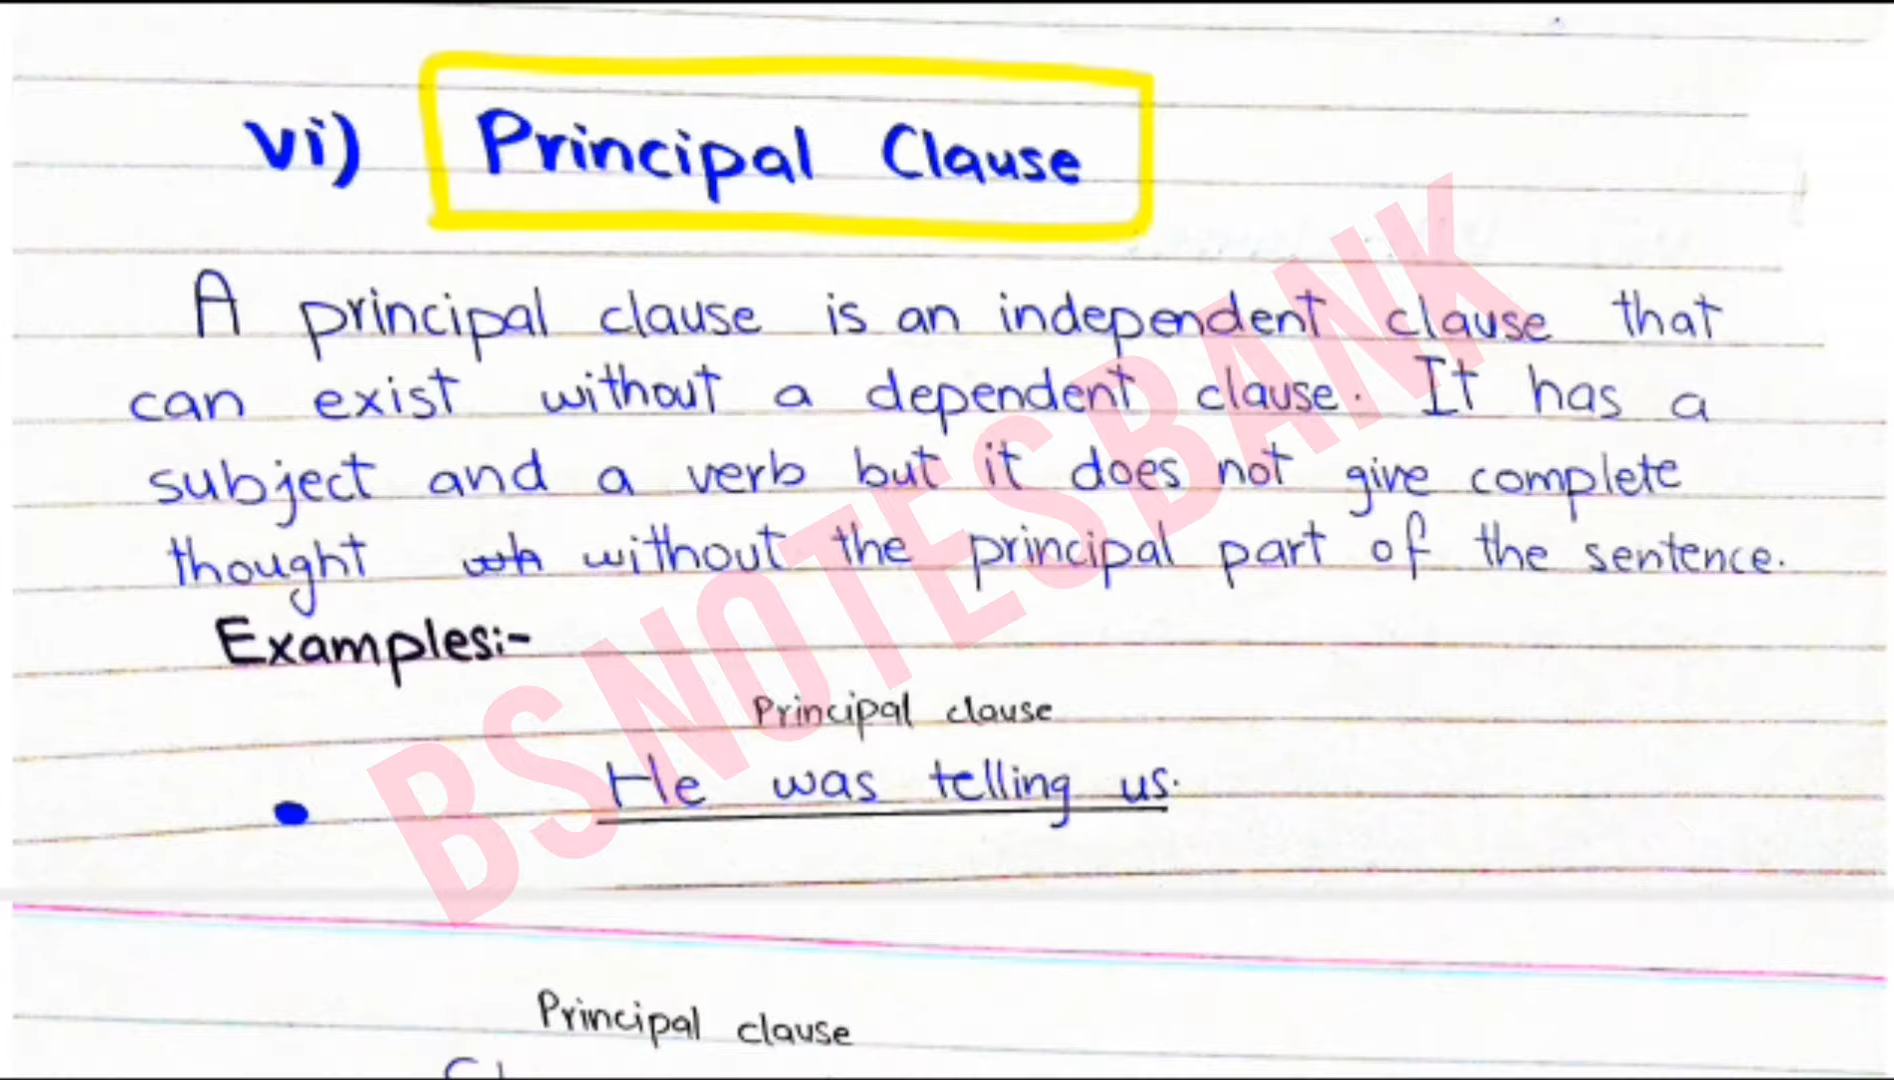 vi) Principal Clause
A principal clause is an independent clause that
can exist without a dependent clause. It has a
subject and a verb but it does not give complete
thought without the principal part of the sentence.
Examples:-
Principal clause
He was telling us.
Principal clause
BSNOTESBANK